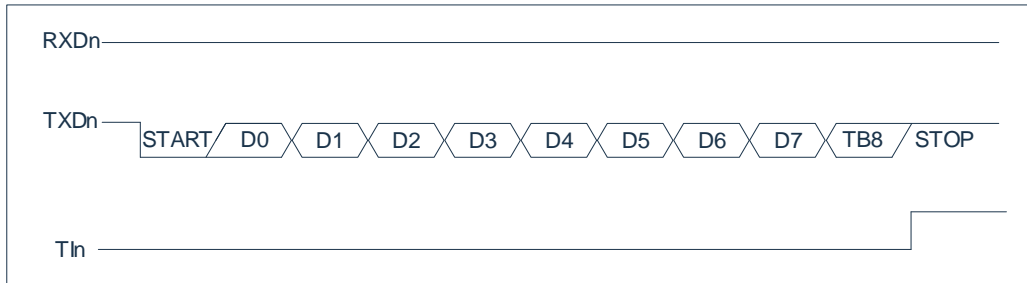 RXDn
TXDn
START D0 D1 D2 D3 D4 D5 D6 D7 TB8 STOP
TIn